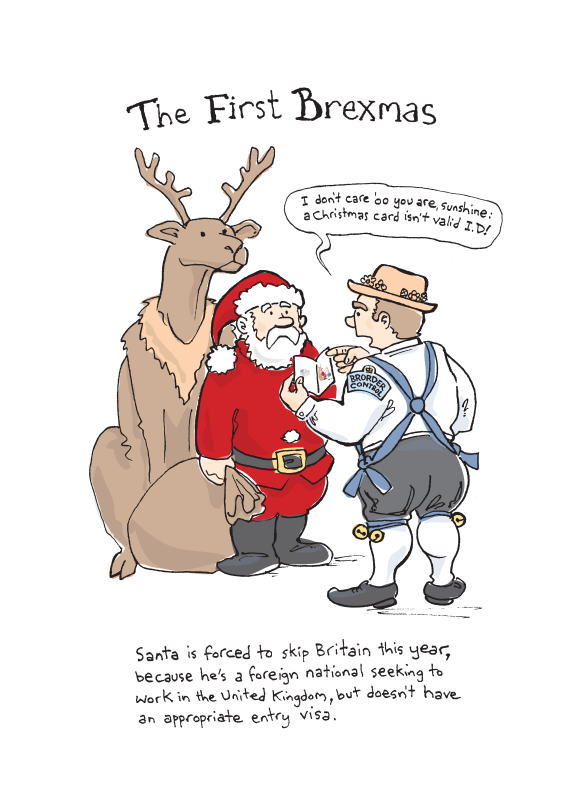 The First Brexmas
I don't care 'oo you are, sunshine:
a Christmas card isn't valid I.D!
BRORDER
CONTROL
Santa is forced to skip Britain this year,
because he's a foreign national seeking to
work in the United Kingdom, but doesn't have
an appropriate entry visa.